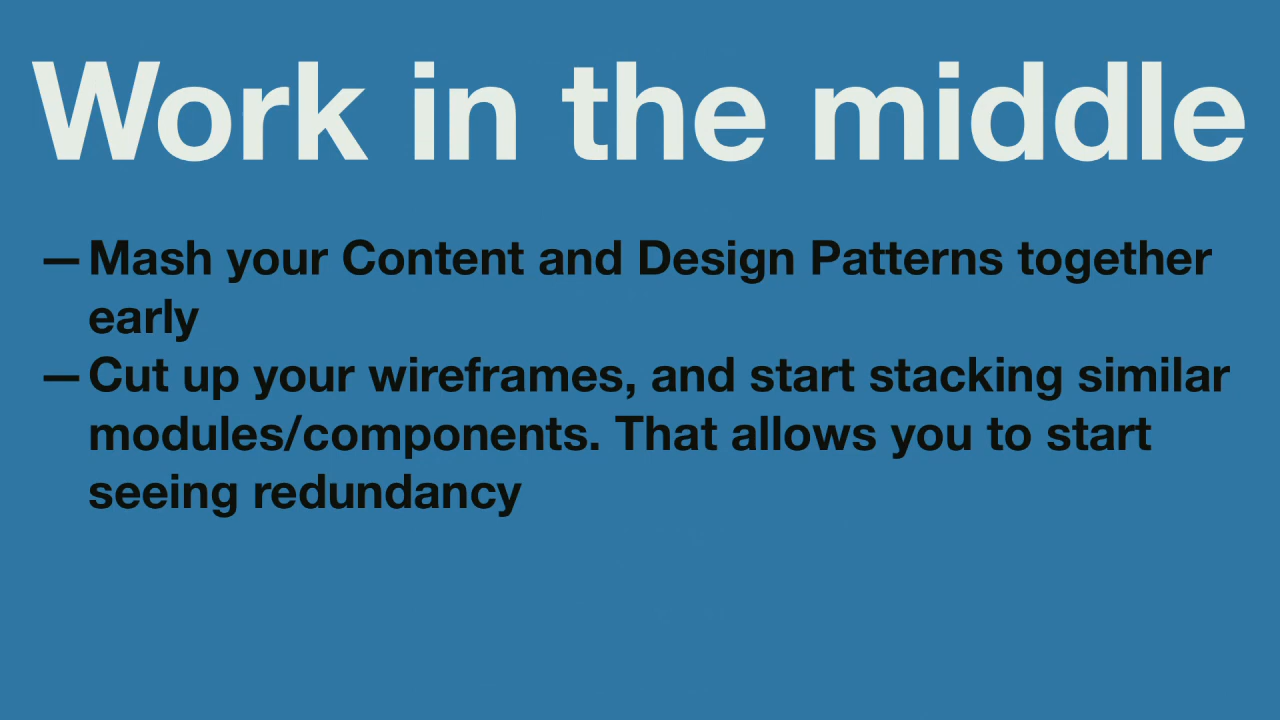 Work in the middle
— Mash your Content and Design Patterns together
early
— Cut up your wireframes, and start stacking similar
modules/components. That allows you to start
seeing redundancy